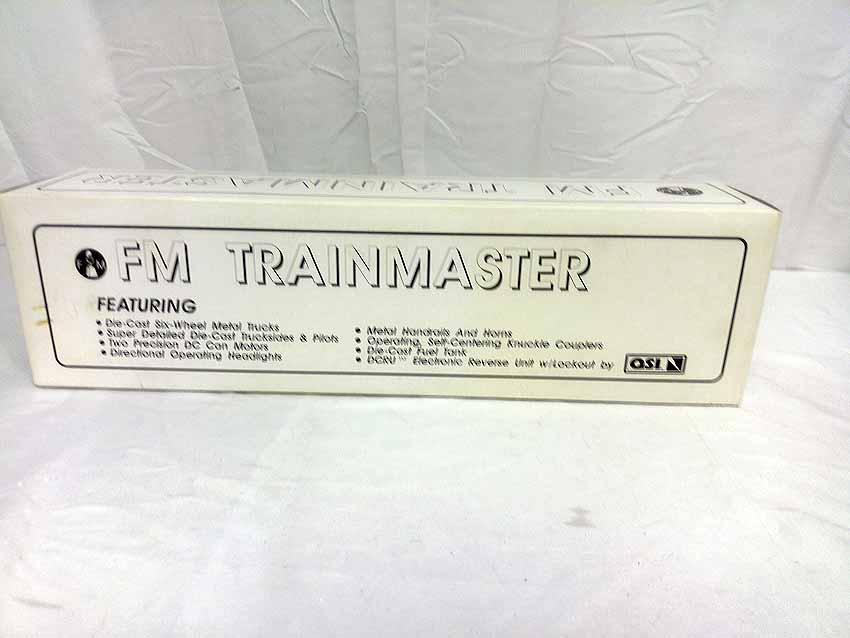 FM TRAINMASTER
FM TRAINMASTER
FEATURING
• Die-Cast Six-Wheel Metal Trucks
• Super Detailed Die-Cast Trucksides & Pilots
• Two Precision DC Can Motors
• Directional Operating Headlights
• Metal Handrails And Horns
• Operating, Self-Centering Knuckle Couplers
• Die-Cast Fuel Tank
• DCRU™ Electronic Reverse Unit w/Lockout by
QSI